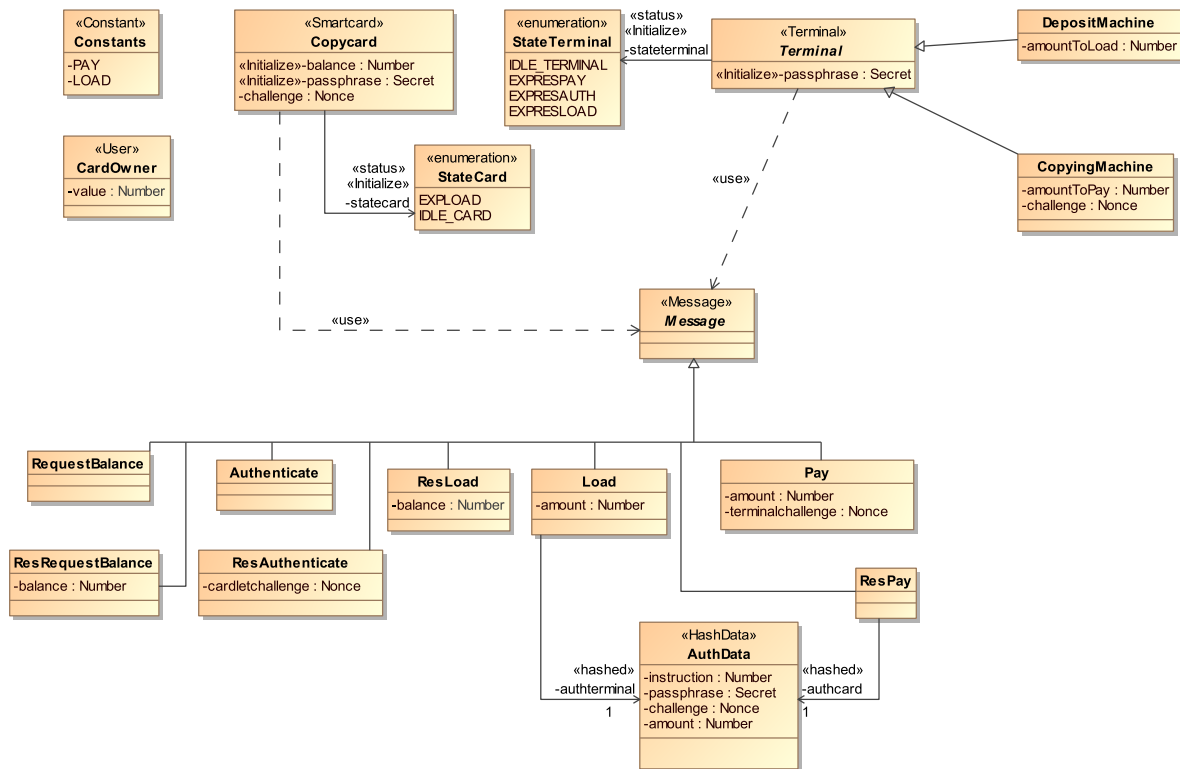 «Constant»
Constants
-PAY
-LOAD
«Smartcard»
Copycard
«Initialize»-balance : Number
«Initialize»-passphrase : Secret
-challenge : Nonce
«enumeration»
StateTerminal
IDLE_TERMINAL
EXPRESPAY
EXPRESAUTH
EXPRESLOAD
«status»
«Initialize»
-stateterminal
«Terminal»
Terminal
«Initialize»-passphrase : Secret
DepositMachine
-amountToLoad : Number
«User»
CardOwner
-value : Number
«status»
«Initialize»
-statecard
«enumeration»
StateCard
EXPLOAD
IDLE_CARD
«use»
CopyingMachine
-amountToPay : Number
-challenge : Nonce
«use»
«Message»
Message
RequestBalance
Authenticate
ResLoad
-balance : Number
Load
-amount : Number
Pay
-amount : Number
-terminalchallenge : Nonce
ResRequestBalance
-balance : Number
ResAuthenticate
-cardletchallenge : Nonce
ResPay
«hashed»
-authterminal
1
«HashData»
AuthData
-instruction : Number
-passphrase : Secret
-challenge : Nonce
-amount : Number
«hashed»
-authcard
1